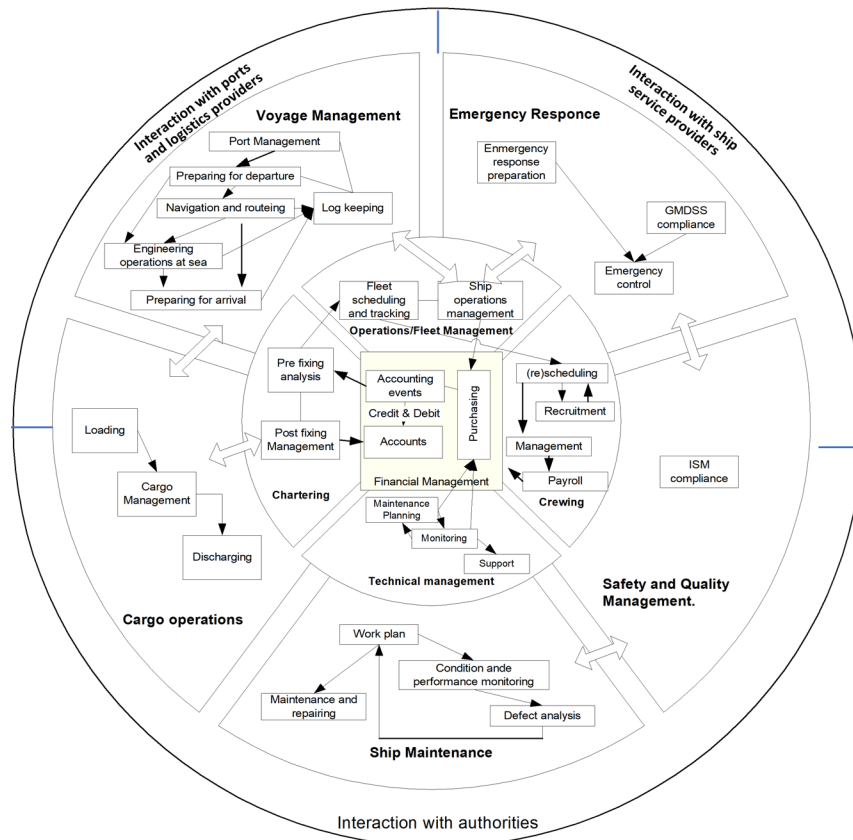 Interaction with ports
and logistics providers
Interaction with ship
service providers
Voyage Management
Port Management
Preparing for departure
Navigation and routeing
Log keeping
Engineering
operations at sea
Preparing for arrival
Emergency Responce
Enmergency
response
preparation
GMDSS
compliance
Emergency
control
Fleet
scheduling
and tracking
Ship
operations
management
Operations/Fleet Management
Pre fixing
analysis
Post fixing
Management
Chartering
Accounting
events
Credit & Debit
Accounts
Purchasing
Financial Management
(re)scheduling
Recruitment
Management
Payroll
Crewing
Maintenance
Planning
Monitoring
Support
Technical management
Loading
Cargo
Management
Discharging
Cargo operations
ISM
compliance
Safety and Quality
Management.
Work plan
Condition ande
performance monitoring
Maintenance and
repairing
Defect analysis
Ship Maintenance
Interaction with authorities